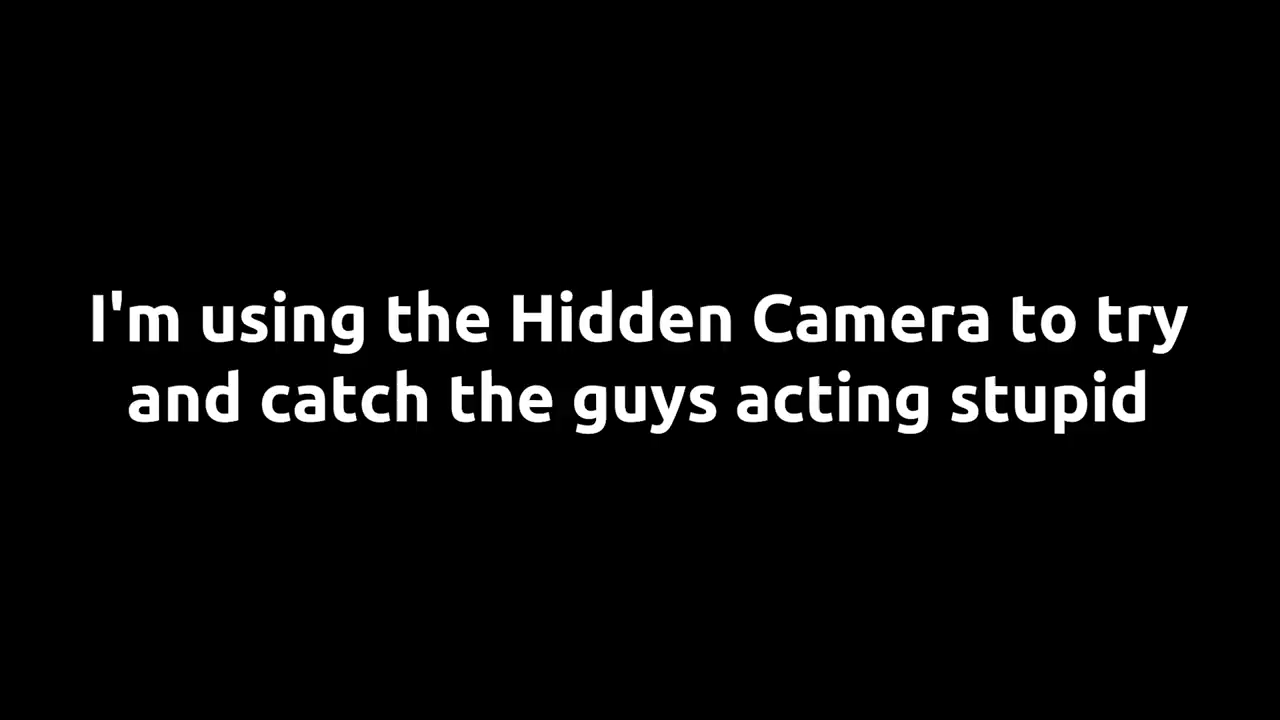 I'm using the Hidden Camera to try
and catch the guys acting stupid